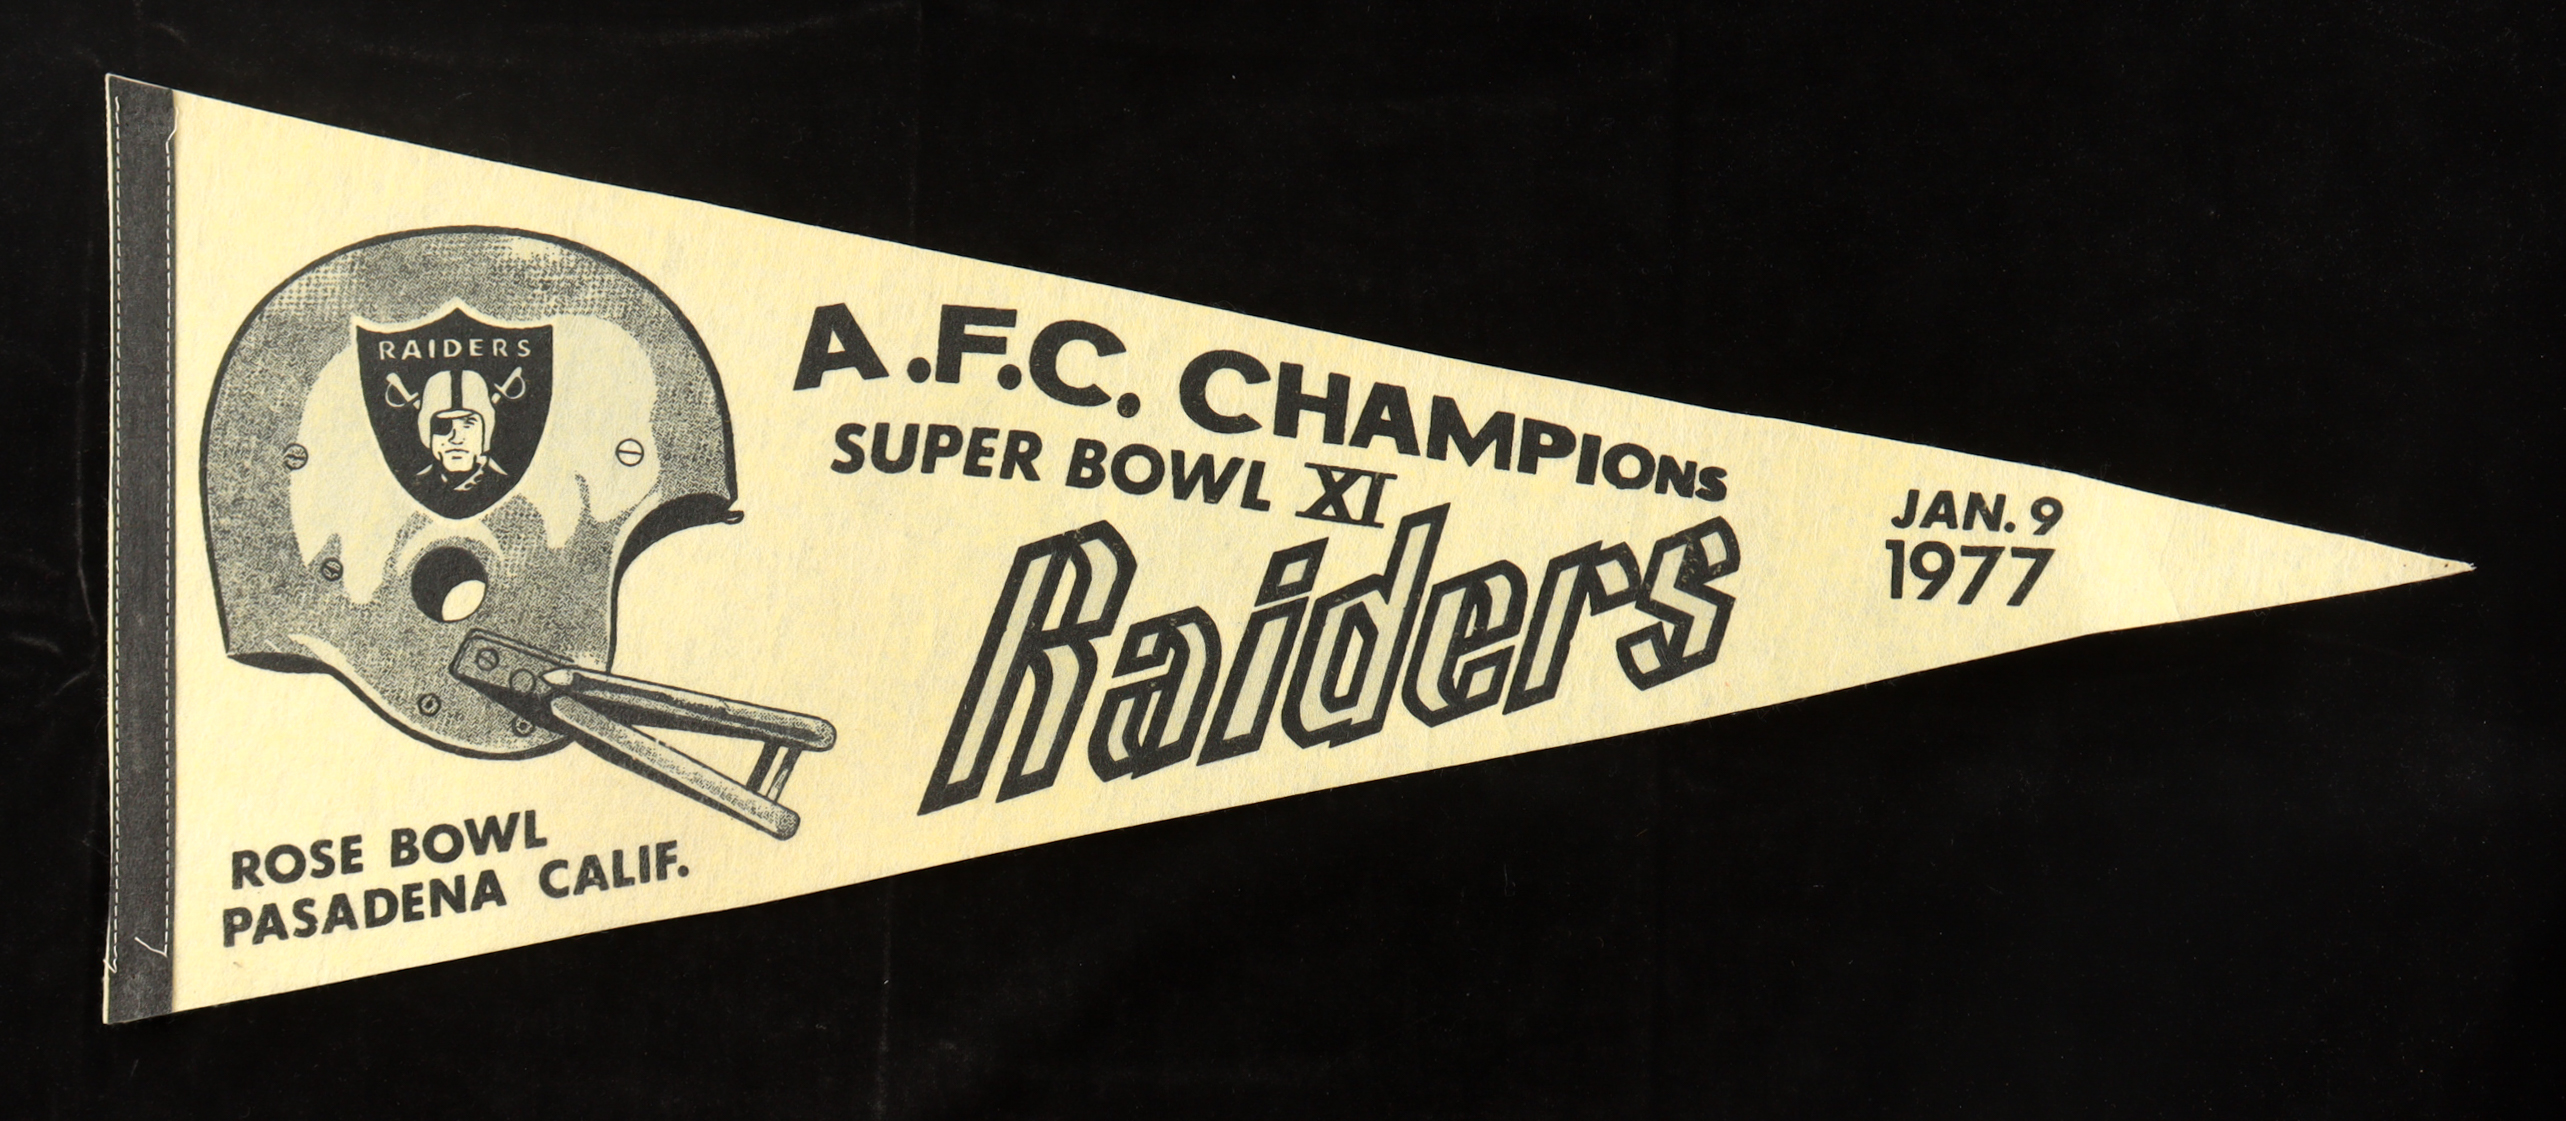 RAIDERS
A.F.C. CHAMPIONS
SUPER BOWL XI
Raiders
JAN. 9
1977
ROSE BOWL
PASADENA CALIF.